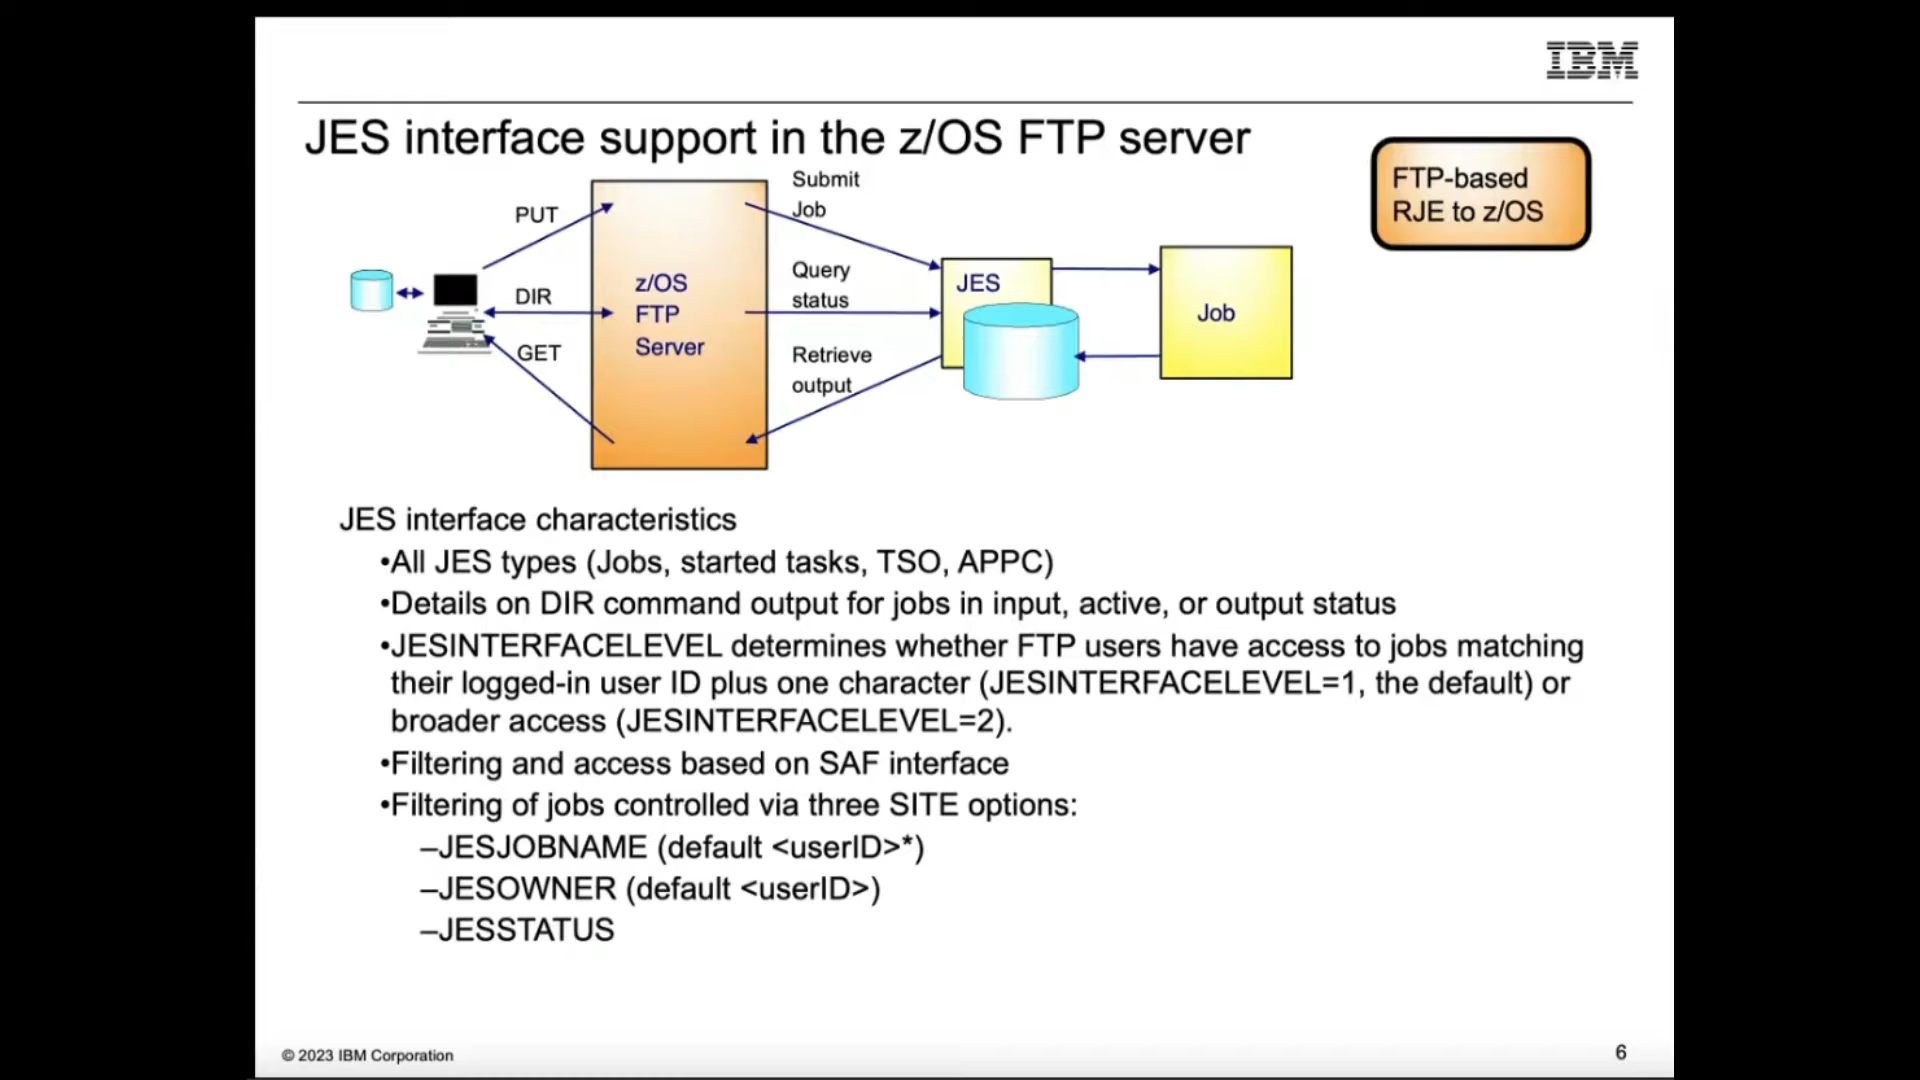 IBM
JES interface support in the z/OS FTP server
FTP-based
RJE to z/OS
PUT
DIR
GET
z/OS
FTP
Server
Submit
Job
Query
status
Retrieve
output
JES
Job
JES interface characteristics
•All JES types (Jobs, started tasks, TSO, APPC)
•Details on DIR command output for jobs in input, active, or output status
•JESINTERFACELEVEL determines whether FTP users have access to jobs matching
their logged-in user ID plus one character (JESINTERFACELEVEL=1, the default) or
broader access (JESINTERFACELEVEL=2).
•Filtering and access based on SAF interface
•Filtering of jobs controlled via three SITE options:
–JESJOBNAME (default <userID>*)
–JESOWNER (default <userID>)
–JESSTATUS
© 2023 IBM Corporation
6